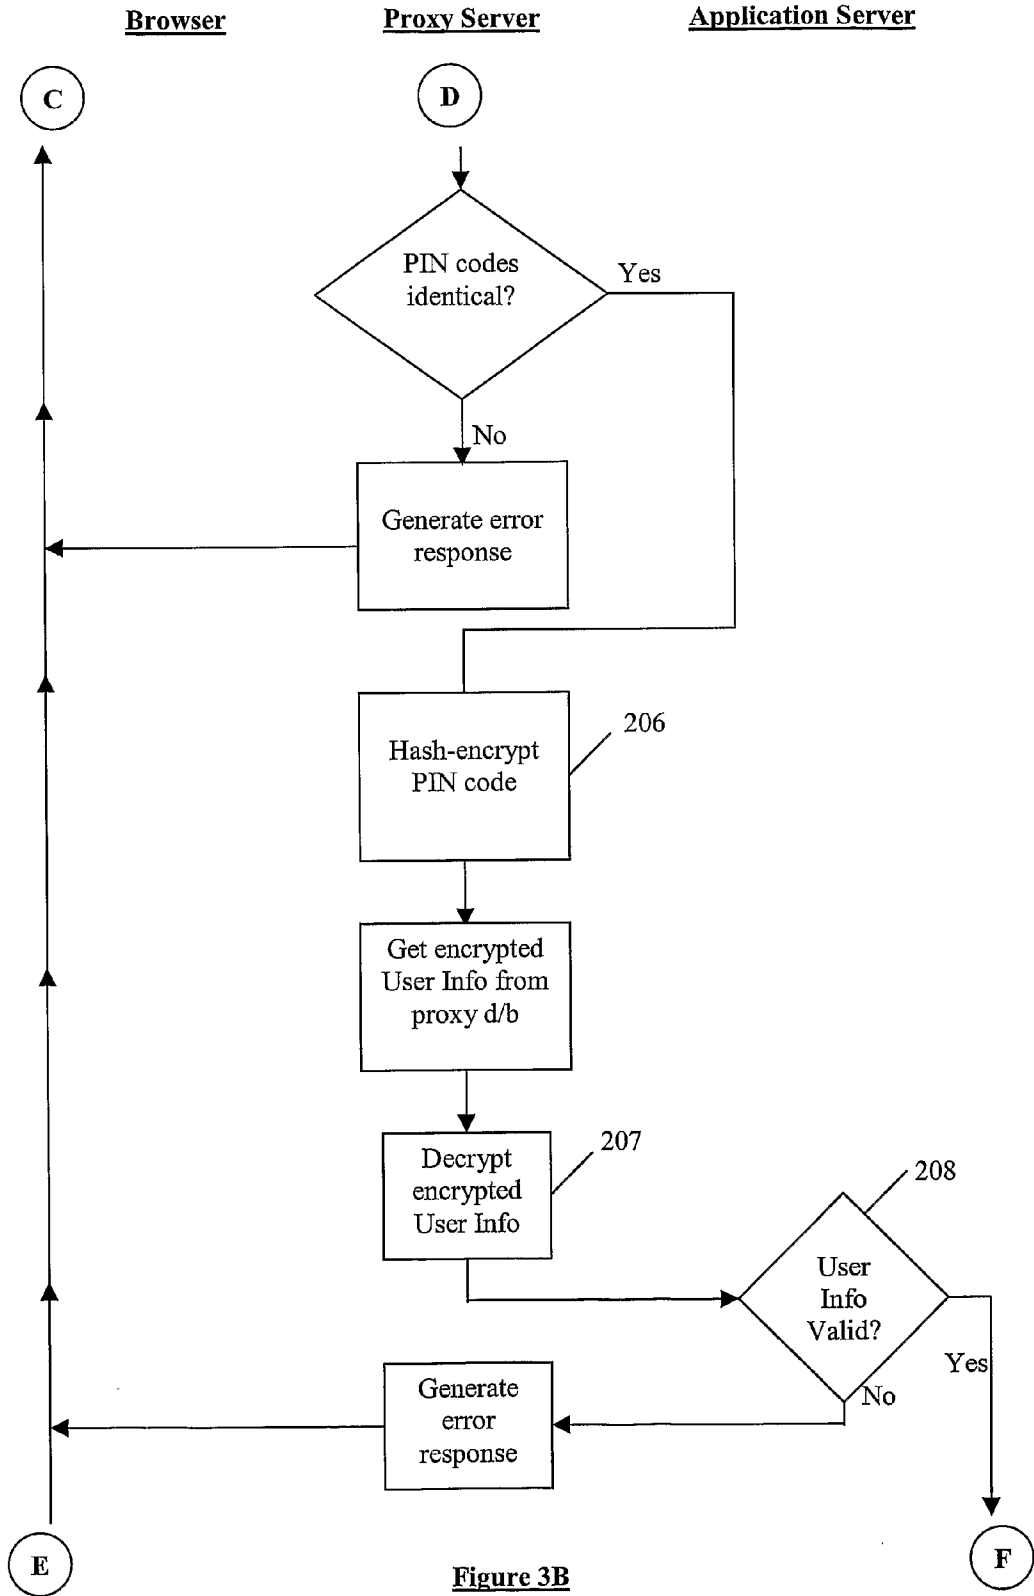 Browser
Proxy Server
Application Server
C
D
PIN codes
identical?
Yes
No
Generate error
response
206
Hash-encrypt
PIN code
Get encrypted
User Info from
proxy d/b
207
Decrypt
encrypted
User Info
208
User
Info
Valid?
Yes
No
Generate
error
response
E
F
Figure 3B